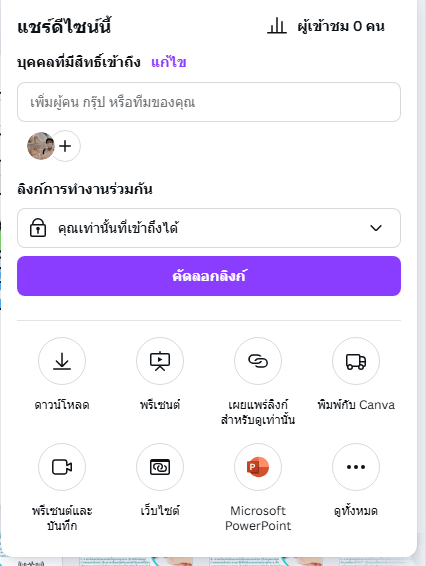 แชร์ดีไซน์นี้ ผู้เข้าชม 0 คน
บุคคลที่มีสิทธิ์เข้าถึง แก้ไข
เพิ่มผู้คน กรุ๊ป หรือทีมของคุณ
ลิงก์การทำงานร่วมกัน
คุณเท่านั้นที่เข้าถึงได้
คัดลอกลิงก์
ดาวน์โหลด
พรีเซนต์
เผยแพร่ลิงก์
สำหรับดูเท่านั้น
พิมพ์กับ Canva
พรีเซนต์และ
บันทึก
เว็บไซต์
Microsoft
PowerPoint
ดูทั้งหมด